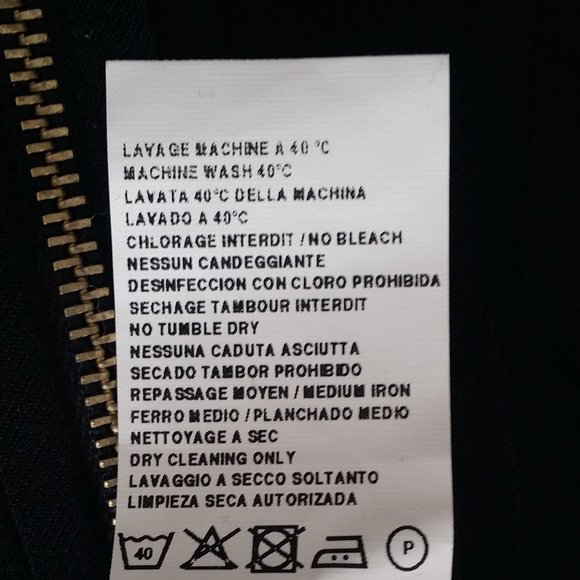 LAVAGE MACHINE A 40 °C
MACHINE WASH 40°C
LAVATA 40°C DELLA MACHINA
LAVADO A 40°C
CHLORAGE INTERDIT / NO BLEACH
NESSUN CANDEGGIANTE
DESINFECCION CON CLORO PROHIBIDA
SECHAGE TAMBOUR INTERDIT
NO TUMBLE DRY
NESSUNA CADUTA ASCIUTTA
SECADO TAMBOR PROHIBIDO
REPASSAGE MOYEN / MEDIUM IRON
FERRO MEDIO / PLANCHADO MEDIO
NETTOYAGE A SEC
DRY CLEANING ONLY
LAVAGGIO A SECCO SOLTANTO
LIMPIEZA SECA AUTORIZADA
40 P